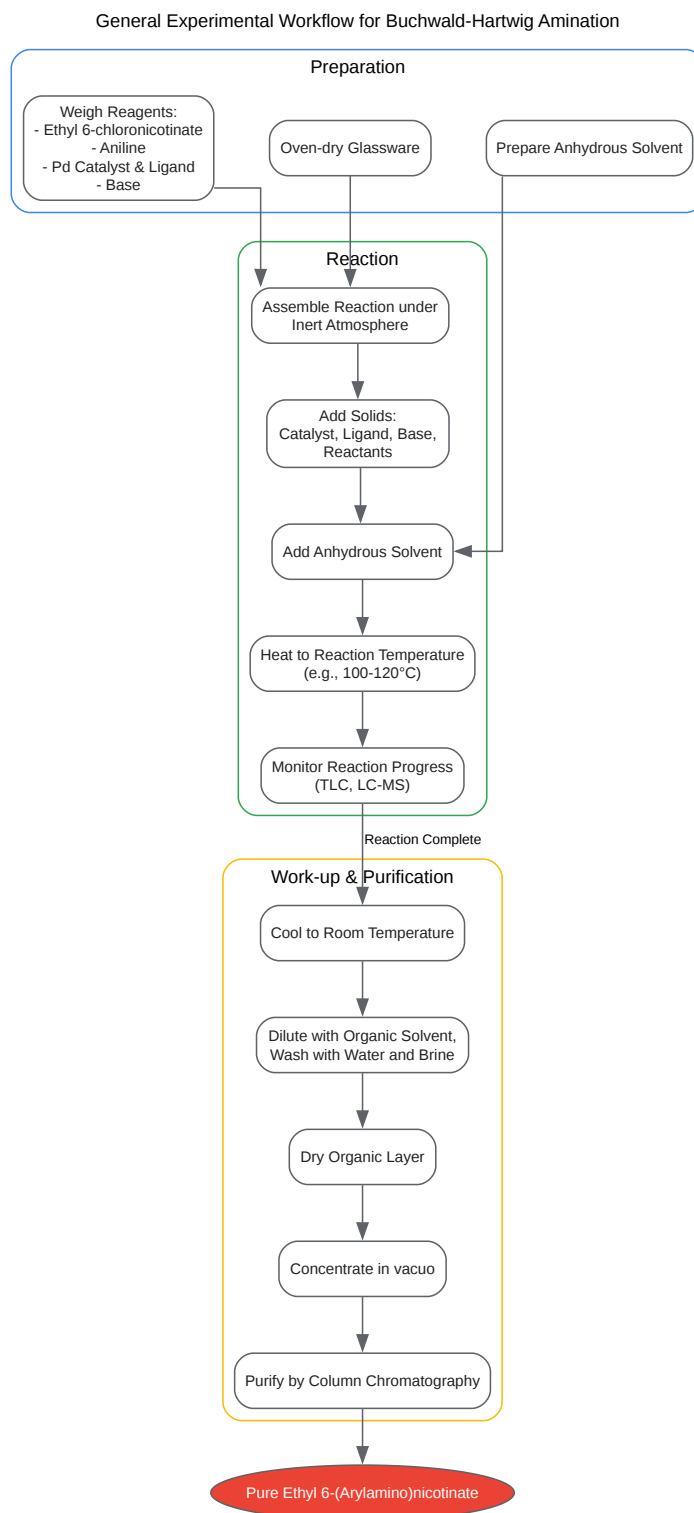 General Experimental Workflow for Buchwald-Hartwig Amination
Preparation
Weigh Reagents:
- Ethyl 6-chloronicotinate
- Aniline
- Pd Catalyst & Ligand
- Base
Oven-dry Glassware
Prepare Anhydrous Solvent
Reaction
Assemble Reaction under
Inert Atmosphere
Add Solids:
Catalyst, Ligand, Base,
Reactants
Add Anhydrous Solvent
Heat to Reaction Temperature
(e.g., 100-120°C)
Monitor Reaction Progress
(TLC, LC-MS)
Reaction Complete
Work-up & Purification
Cool to Room Temperature
Dilute with Organic Solvent,
Wash with Water and Brine
Dry Organic Layer
Concentrate in vacuo
Purify by Column Chromatography
Pure Ethyl 6-(Arylamino)nicotinate